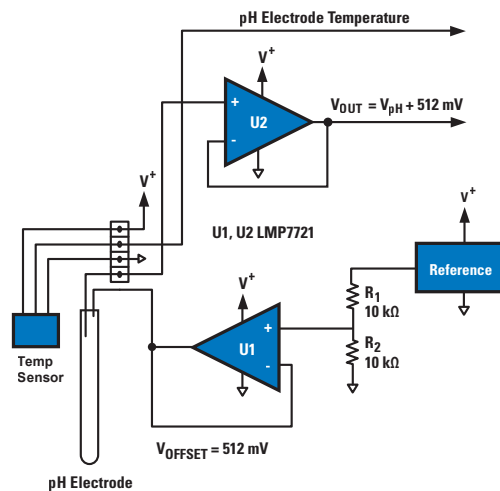 pH Electrode Temperature
V+
+
U2
-
VOUT = VpH + 512 mV
V+
U1, U2 LMP7721
V+
Reference
V+
R1
10 kΩ
+
U1
-
R2
10 kΩ
Temp
Sensor
VOFFSET = 512 mV
pH Electrode